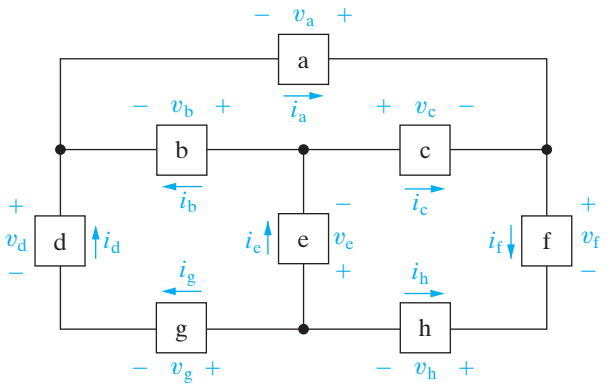 − vₐ +
a
iₐ
− v_b + + v_c −
b c
i_b i_c
+ − +
v_d d i_d i_e e v_e i_f f v_f
− + −
i_g i_h
g h
− v_g + − v_h +